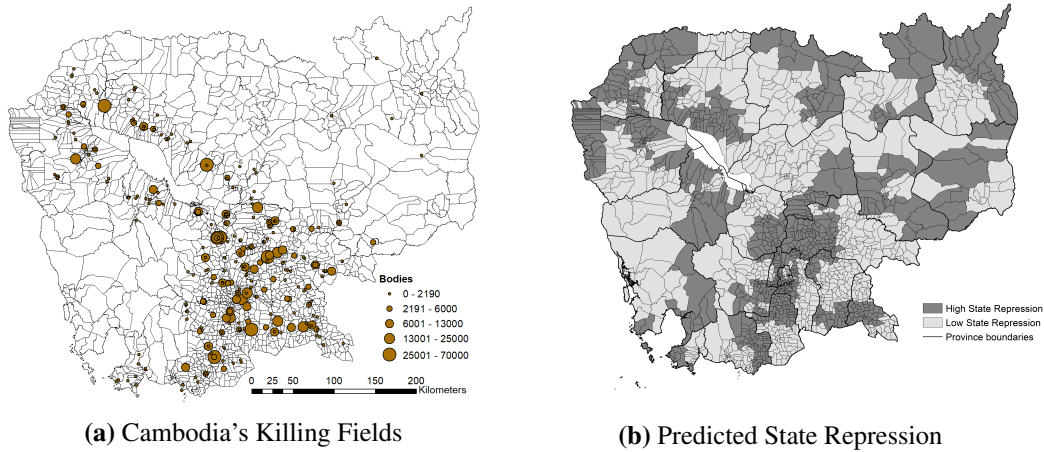 Bodies
0 - 2190
2191 - 6000
6001 - 13000
13001 - 25000
25001 - 70000
0 25 50 100 150 200
Kilometers
High State Repression
Low State Repression
Province boundaries
(a) Cambodia's Killing Fields
(b) Predicted State Repression